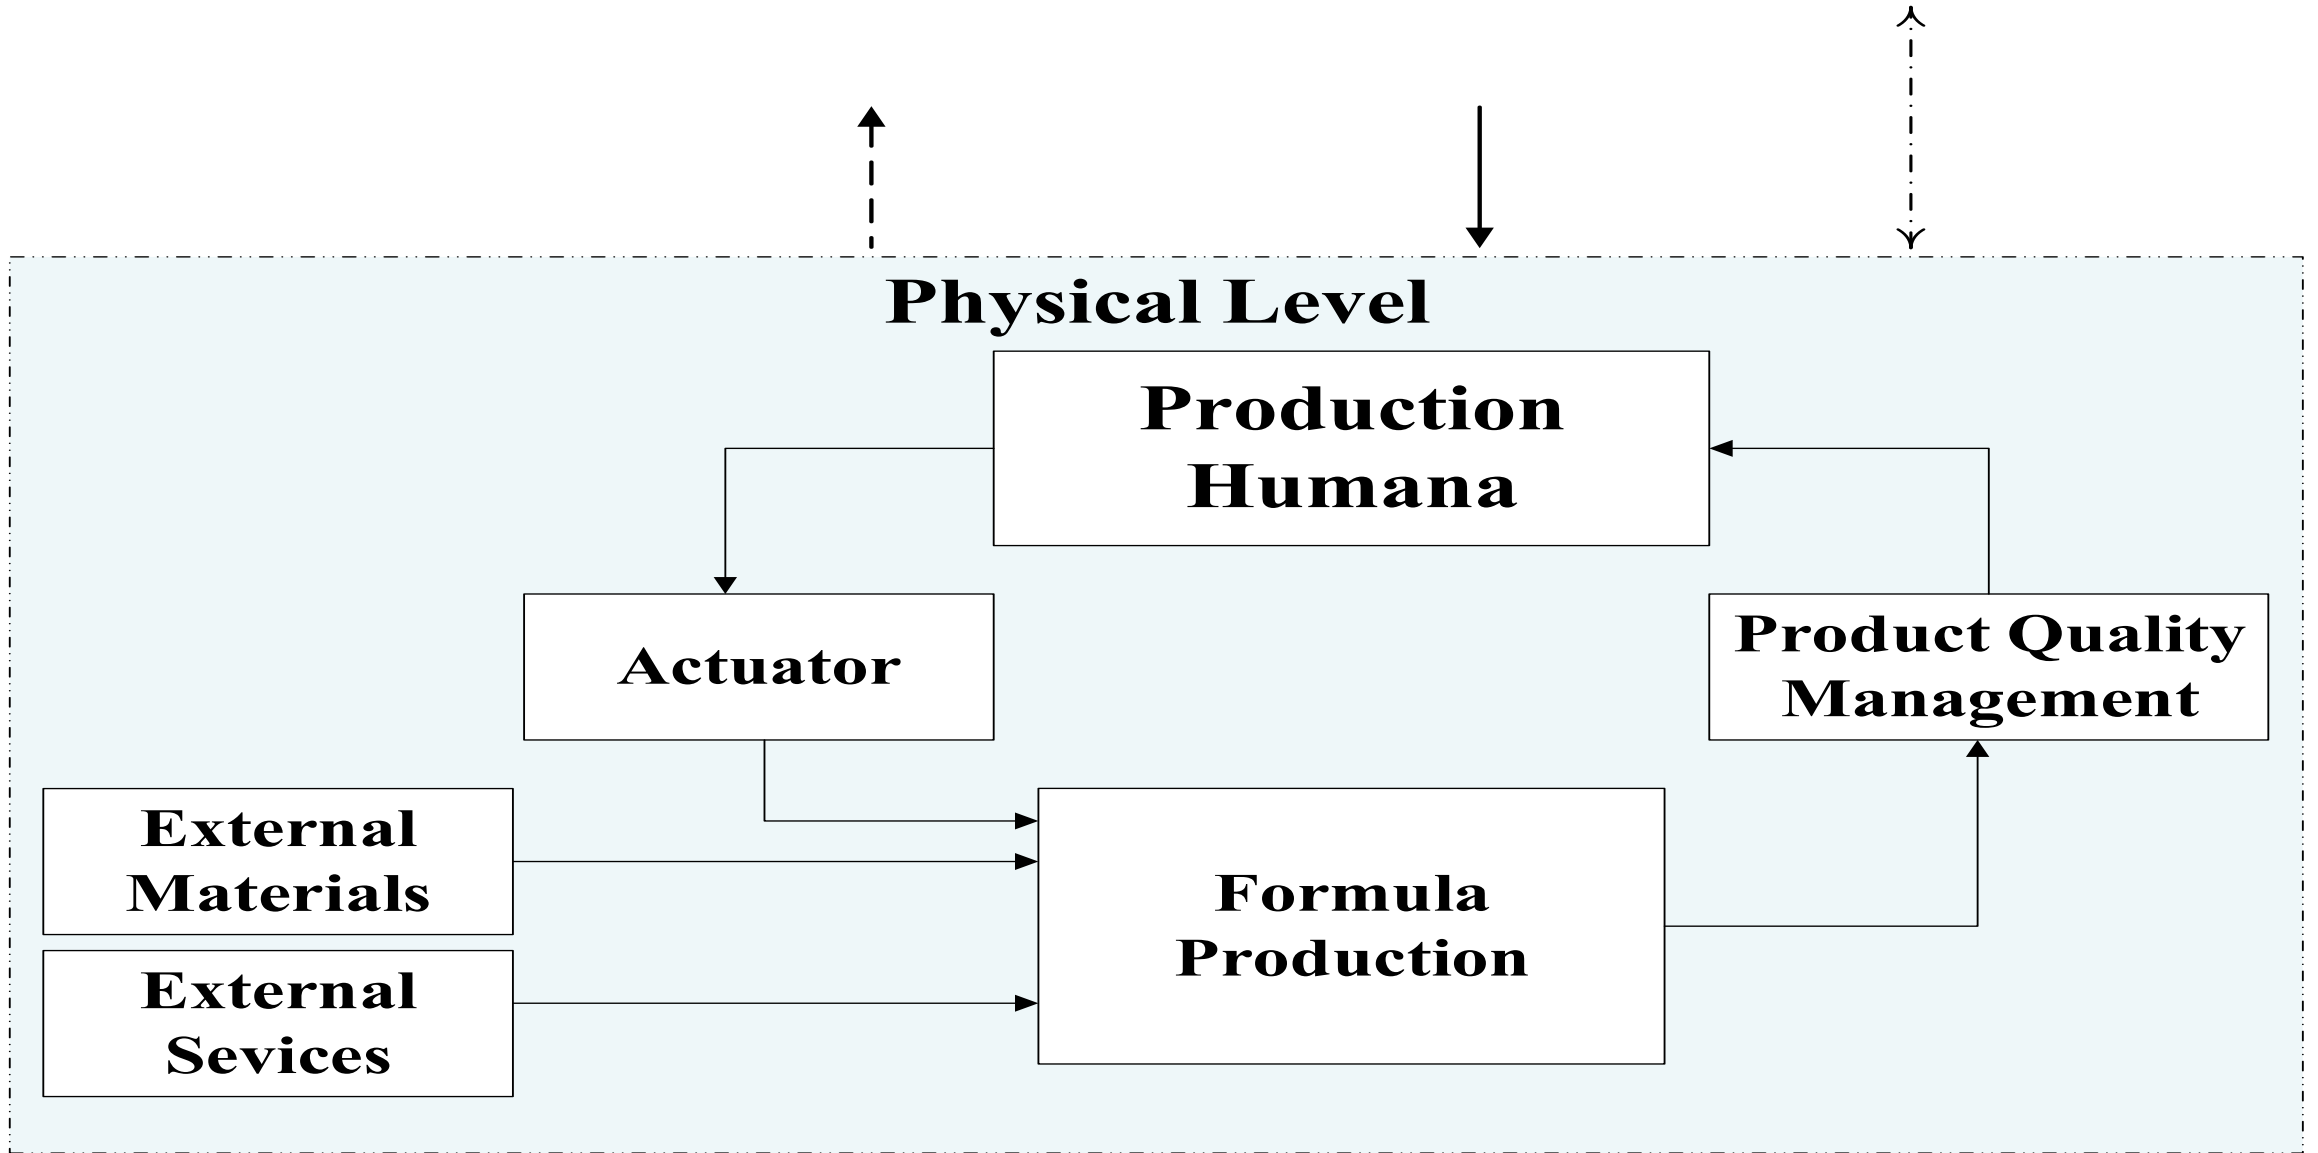 Physical Level
Production
Humana
Actuator
Product Quality
Management
External
Materials
Formula
Production
External
Sevices